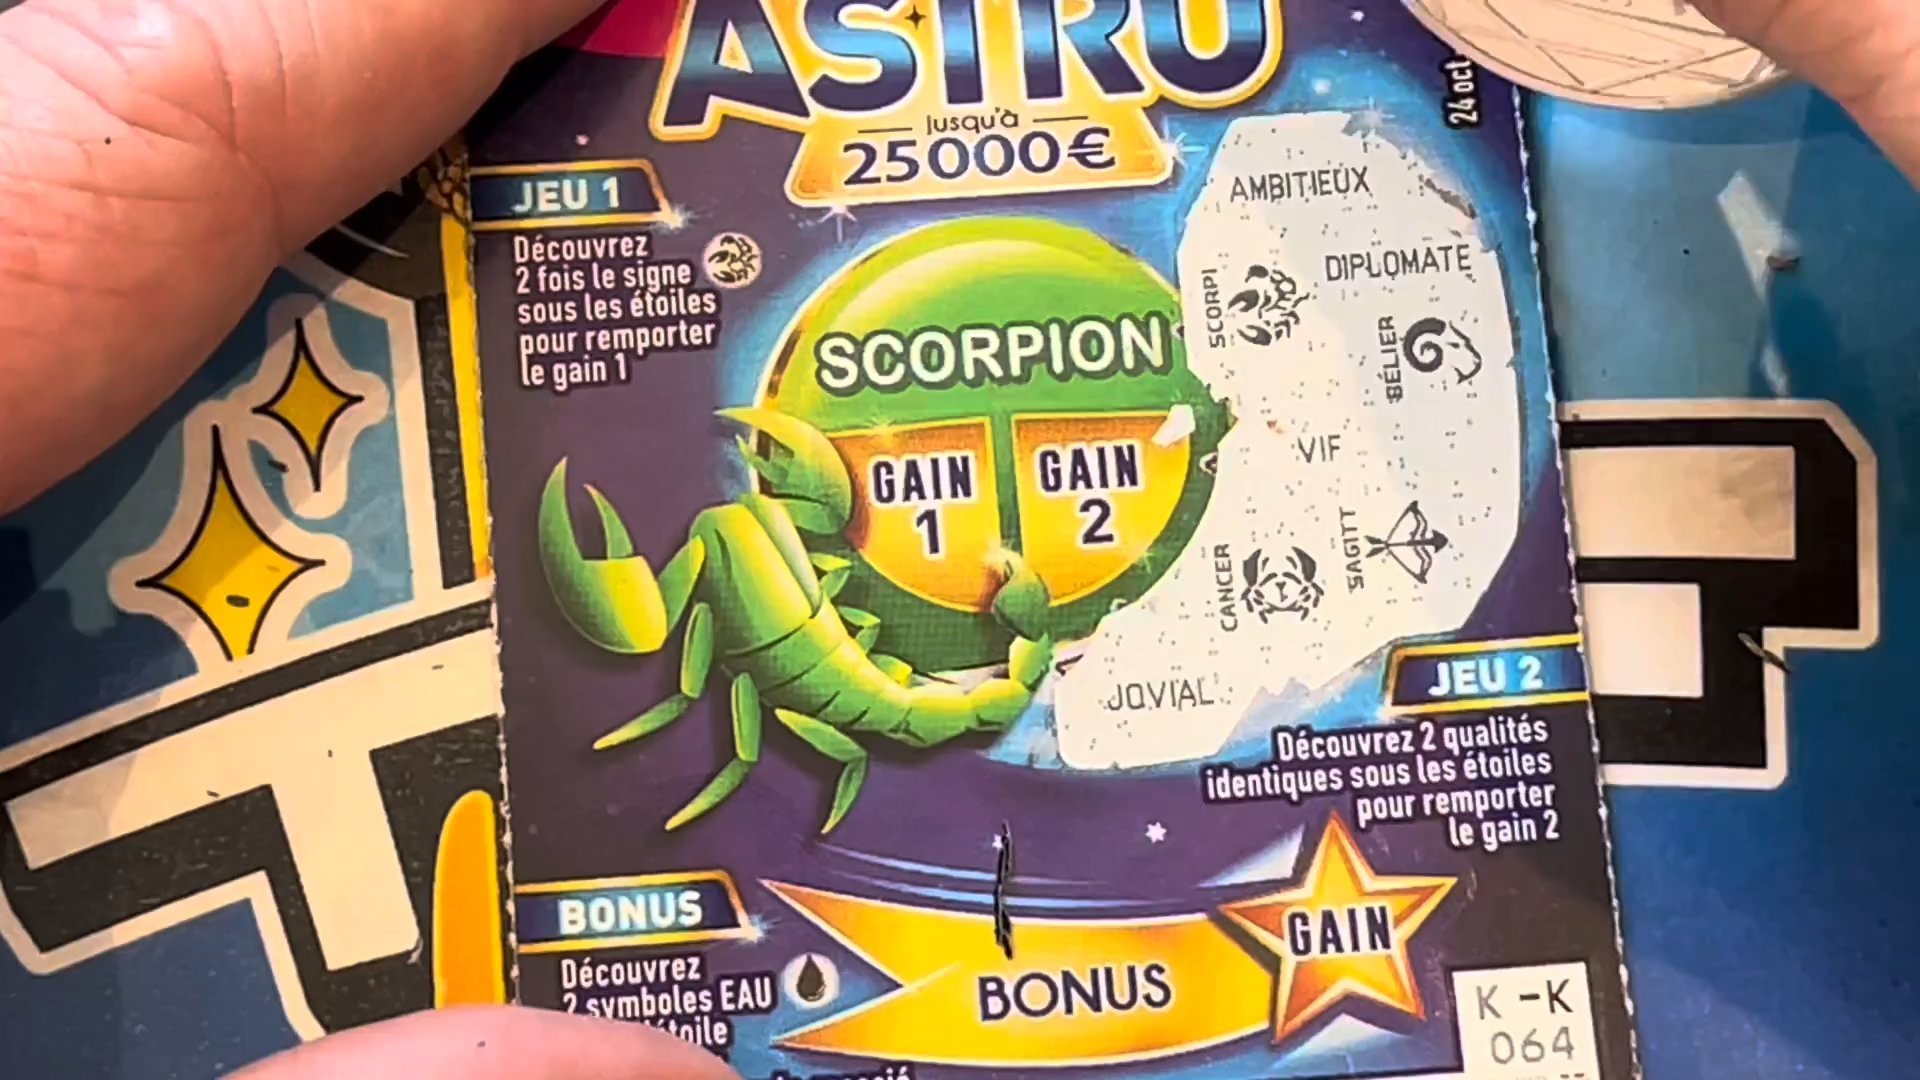 ASTRO
jusqu'à
25000€
24 oct
JEU 1
Découvrez
2 fois le signe
sous les étoiles
pour remporter
le gain 1
SCORPION
GAIN
1
GAIN
2
AMBITIEUX
SCORPI
DIPLOMATE
BÉLIER
VIF
CANCER
SAGITT
JOVIAL
JEU 2
Découvrez 2 qualités
identiques sous les étoiles
pour remporter
le gain 2
BONUS
Découvrez
2 symboles EAU
BONUS
GAIN
K - K
064